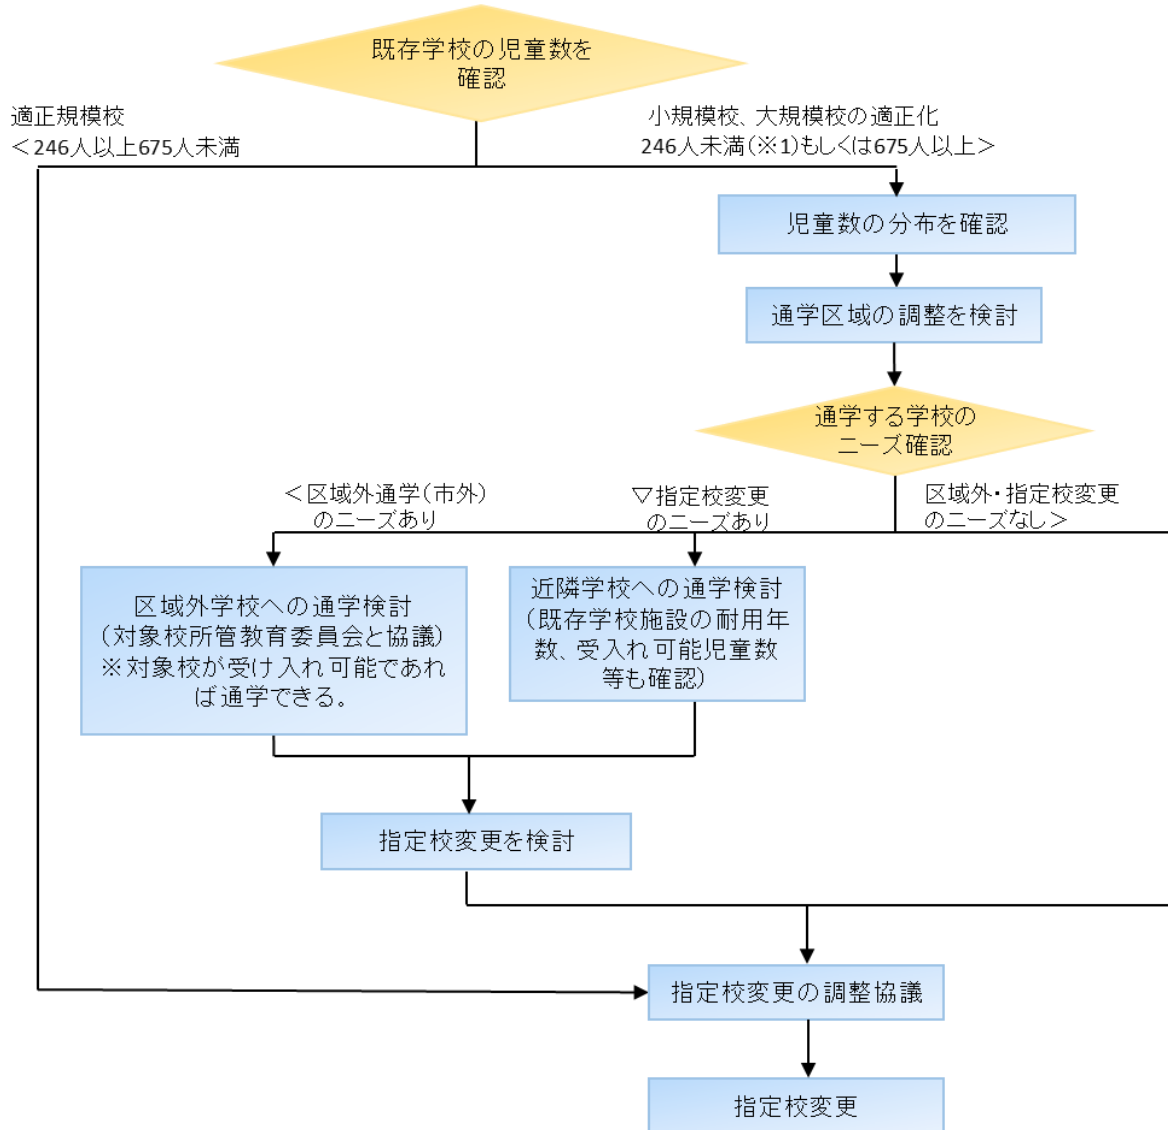 既存学校の児童数を
確認
適正規模校
＜246人以上675人未満
小規模校、大規模校の適正化
246人未満(※1)もしくは675人以上＞
児童数の分布を確認
通学区域の調整を検討
通学する学校の
ニーズ確認
＜区域外通学(市外)
のニーズあり
▽指定校変更
のニーズあり
区域外・指定校変更
のニーズなし＞
区域外学校への通学検討
(対象校所管教育委員会と協議)
※対象校が受け入れ可能であれ
ば通学できる。
近隣学校への通学検討
(既存学校施設の耐用年
数、受入れ可能児童数
等も確認)
指定校変更を検討
指定校変更の調整協議
指定校変更